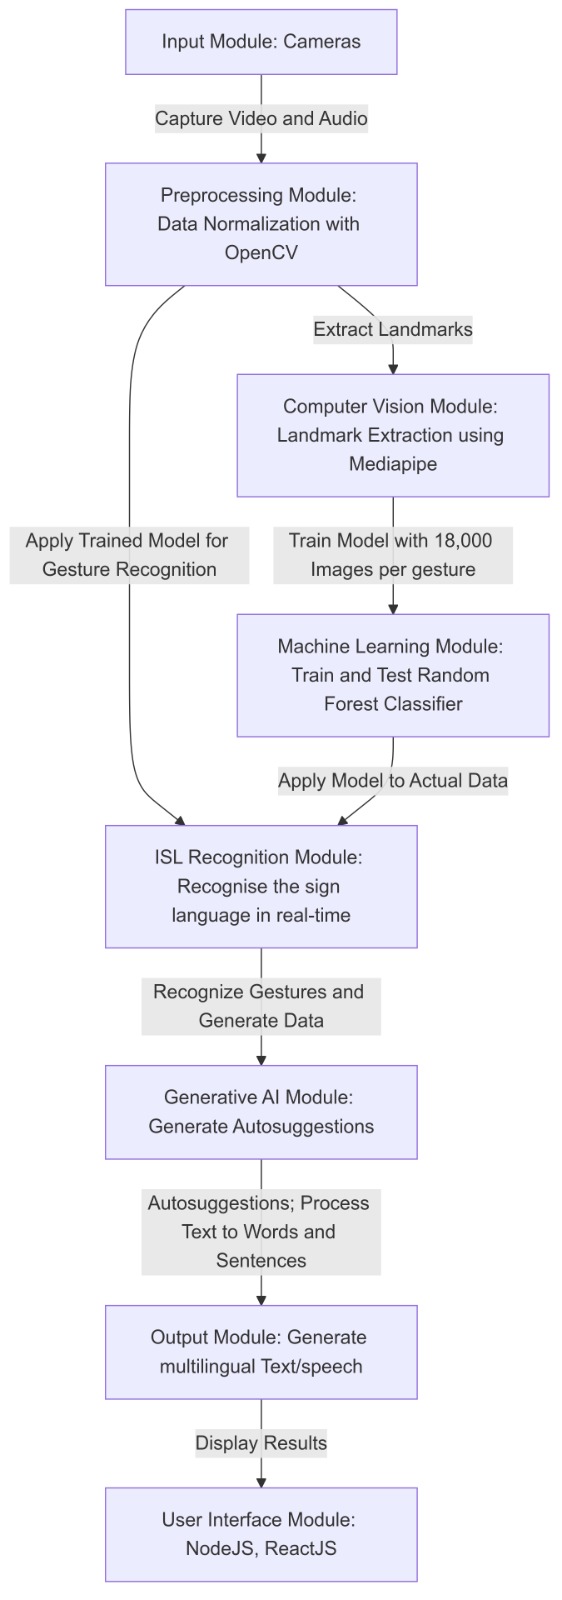 Input Module: Cameras
Capture Video and Audio
Preprocessing Module:
Data Normalization with
OpenCV
Extract Landmarks
Computer Vision Module:
Landmark Extraction using
Mediapipe
Apply Trained Model for
Gesture Recognition
Train Model with 18,000
Images per gesture
Machine Learning Module:
Train and Test Random
Forest Classifier
Apply Model to Actual Data
ISL Recognition Module:
Recognise the sign
language in real-time
Recognize Gestures and
Generate Data
Generative AI Module:
Generate Autosuggestions
Autosuggestions; Process
Text to Words and
Sentences
Output Module: Generate
multilingual Text/speech
Display Results
User Interface Module:
NodeJS, ReactJS